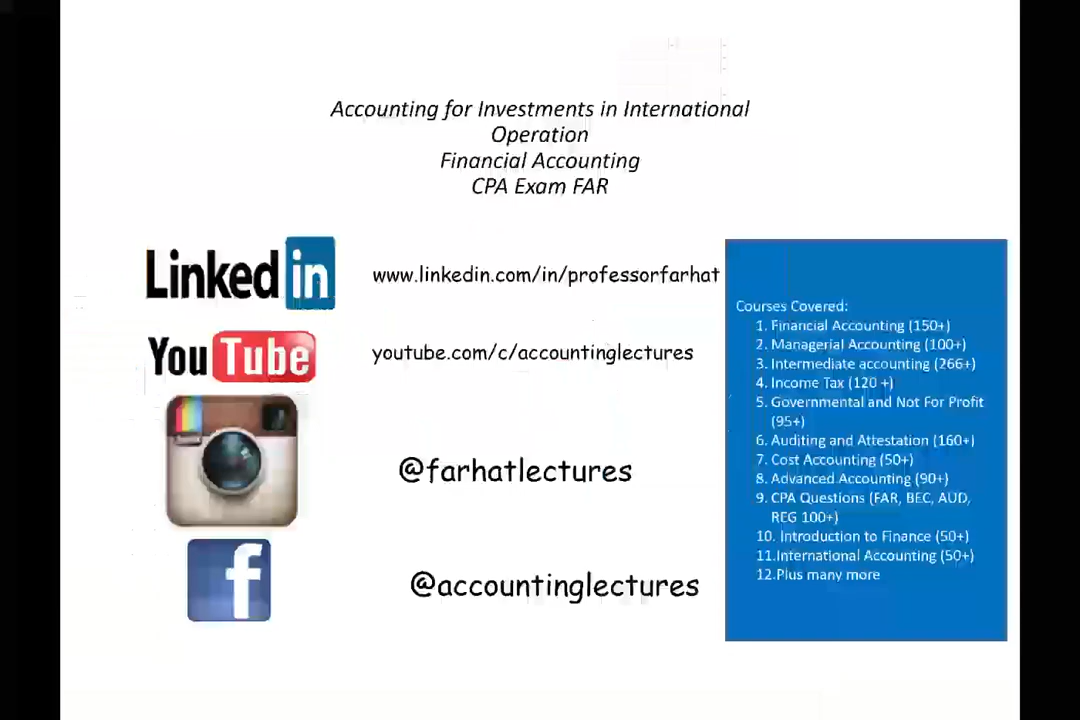 Accounting for Investments in International
Operation
Financial Accounting
CPA Exam FAR
Linked in
www.linkedin.com/in/professorfarhat
You Tube
youtube.com/c/accountinglectures
@farhatlectures
f
@accountinglectures
Courses Covered:
1. Financial Accounting (150+)
2. Managerial Accounting (100+)
3. Intermediate accounting (266+)
4. Income Tax (120 +)
5. Governmental and Not For Profit
(95+)
6. Auditing and Attestation (160+)
7. Cost Accounting (50+)
8. Advanced Accounting (90+)
9. CPA Questions (FAR, BEC, AUD,
REG 100+)
10. Introduction to Finance (50+)
11.International Accounting (50+)
12.Plus many more